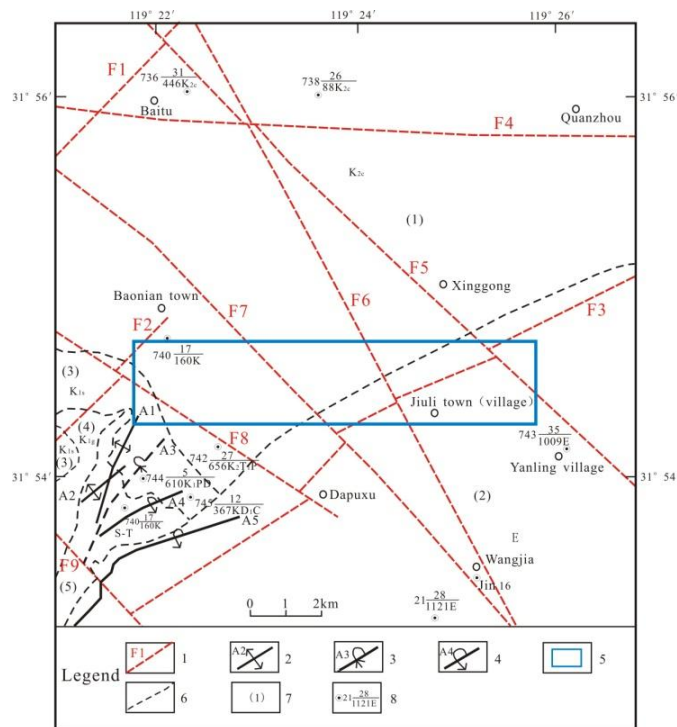 119° 22′
119° 24′
119° 26′
F1
736 31
446K2c
738 26
88K2c
31° 56′
31° 56′
Baitu
Quanzhou
F4
K2c
(1)
F5
Xinggong
F6
F7
F3
Baonian town
F2
740 17
160K
(3)
K1s
Jiuli town (village)
743 35
1009E
A1
(4)
K1g
F8
742 27
656K2T1P
A3
Yanling village
(3)
31° 54′
31° 54′
744 5
610K1PD
A2
A4
745 12
367KD3C
Dapuxu
(2)
740 17
160K
A5
S-T
E
F9
Wangjia
(5)
Jin 16
21 28
1121E
0 1 2km
Legend
F1 1
A2 2
A3 3
A4 4
5
6
(1) 7
21 28
1121E 8